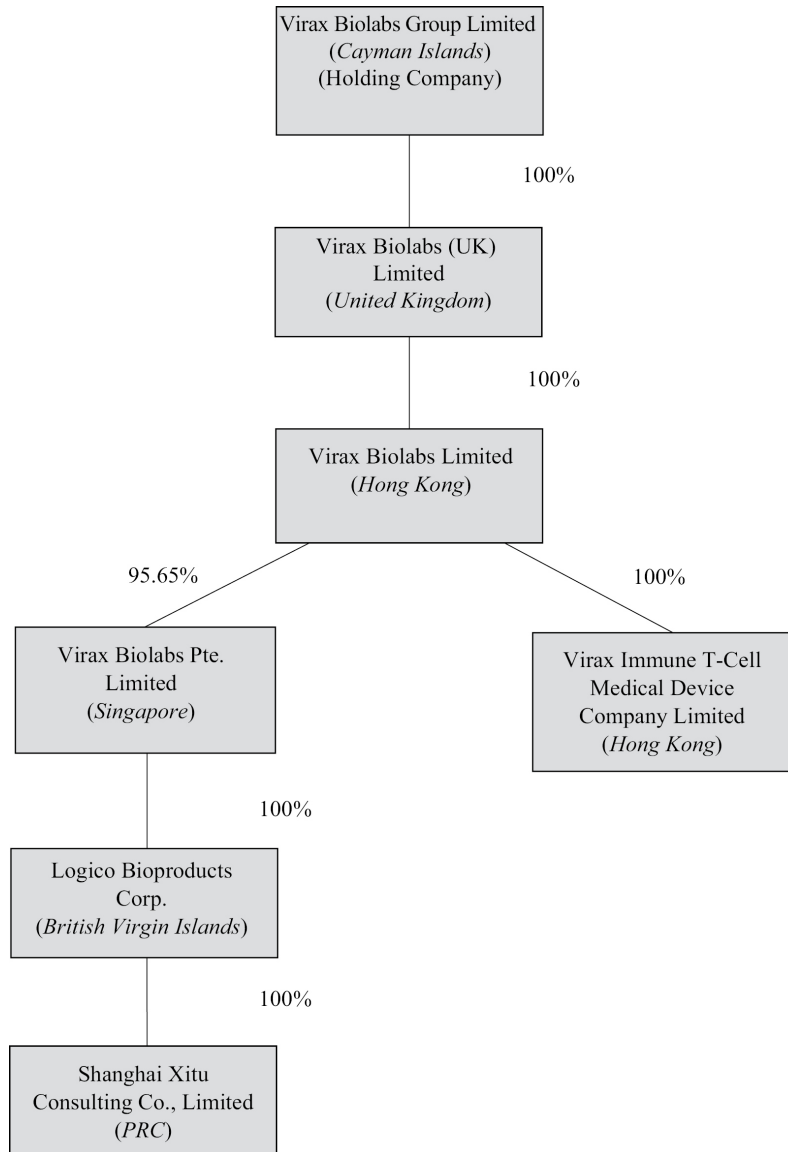 Virax Biolabs Group Limited
(Cayman Islands)
(Holding Company)
100%
Virax Biolabs (UK)
Limited
(United Kingdom)
100%
Virax Biolabs Limited
(Hong Kong)
95.65%
100%
Virax Biolabs Pte.
Limited
(Singapore)
Virax Immune T-Cell
Medical Device
Company Limited
(Hong Kong)
100%
Logico Bioproducts
Corp.
(British Virgin Islands)
100%
Shanghai Xitu
Consulting Co., Limited
(PRC)